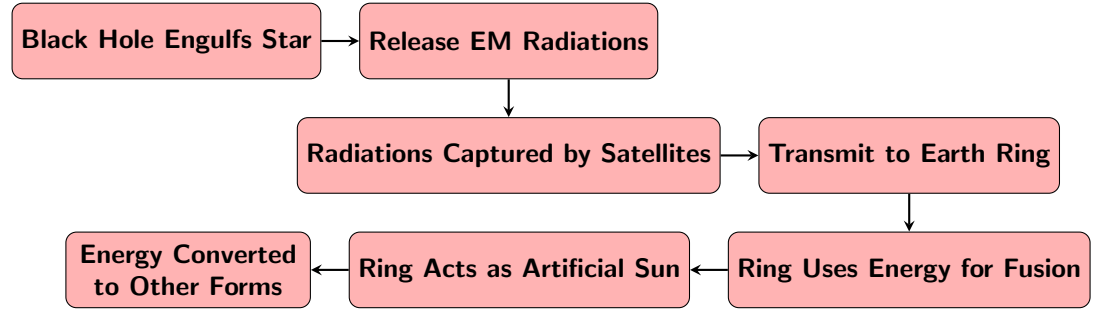 Black Hole Engulfs Star
Release EM Radiations
Radiations Captured by Satellites
Transmit to Earth Ring
Ring Uses Energy for Fusion
Ring Acts as Artificial Sun
Energy Converted
to Other Forms